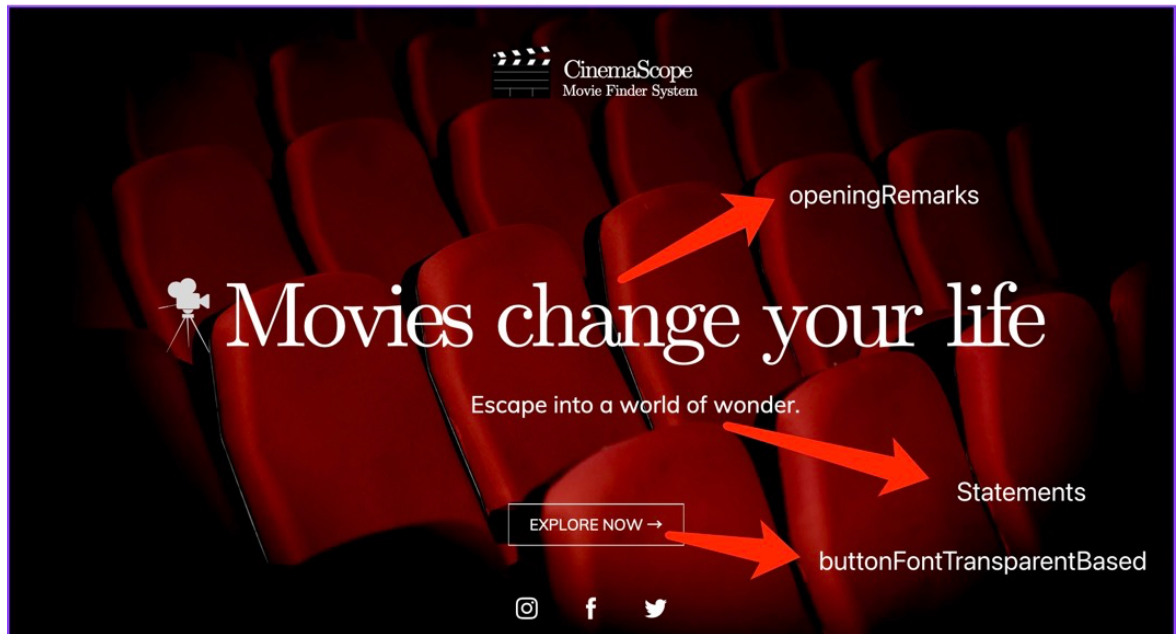 CinemaScope
Movie Finder System
openingRemarks
Movies change your life
Escape into a world of wonder.
Statements
EXPLORE NOW →
buttonFontTransparentBased